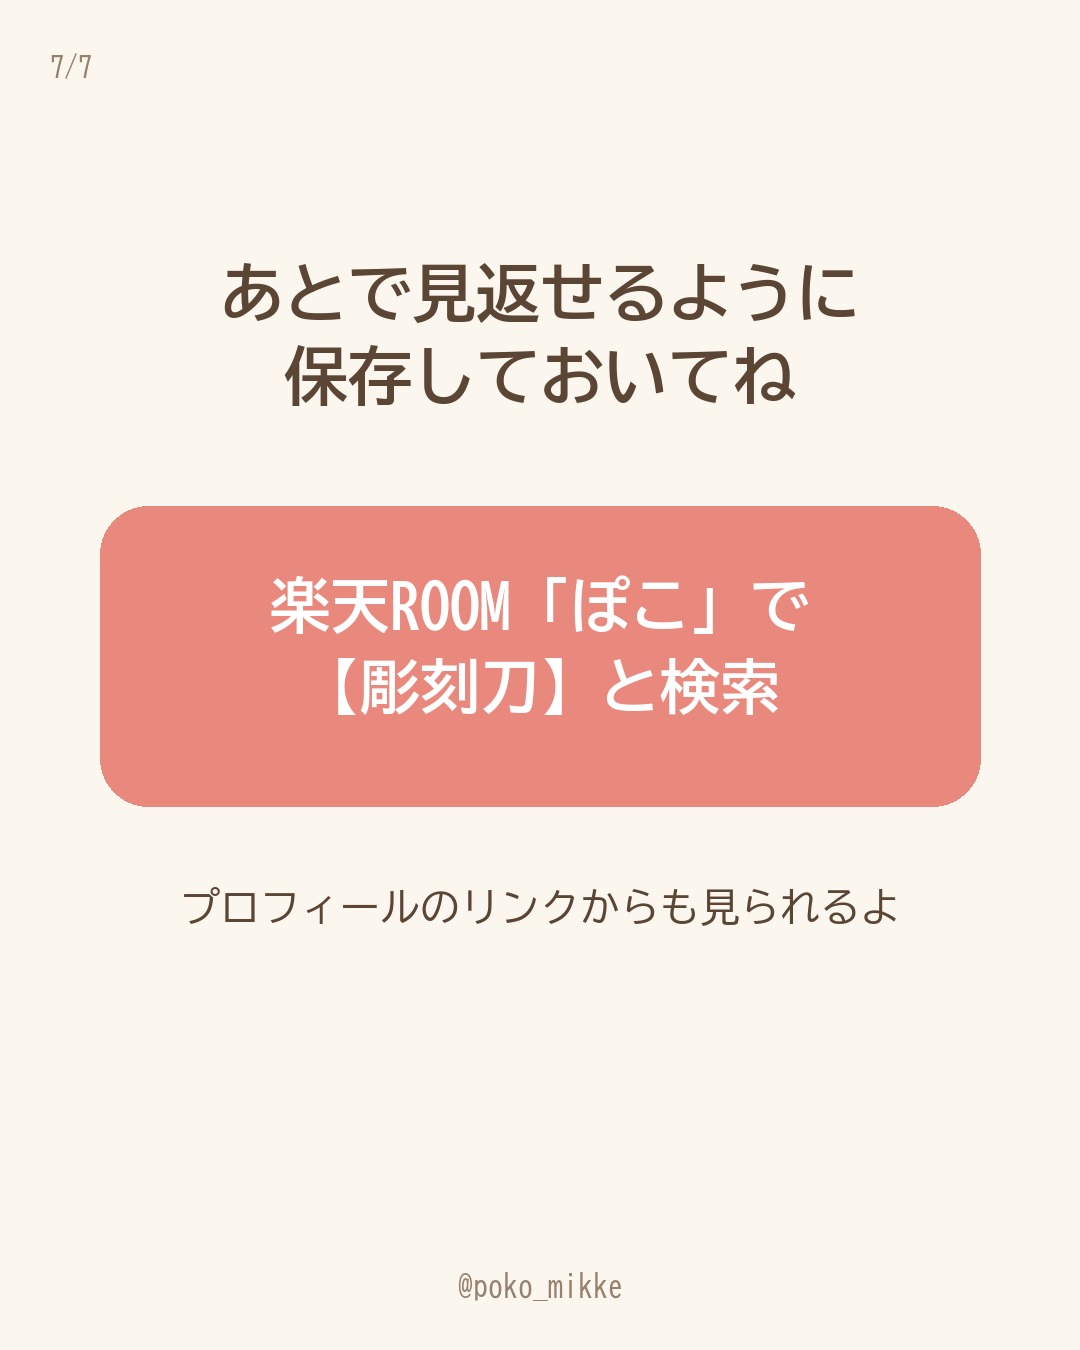 7/7
あとで見返せるように
保存しておいてね
楽天ROOM「ぽこ」で
【彫刻刀】と検索
プロフィールのリンクからも見られるよ
@poko_mikke